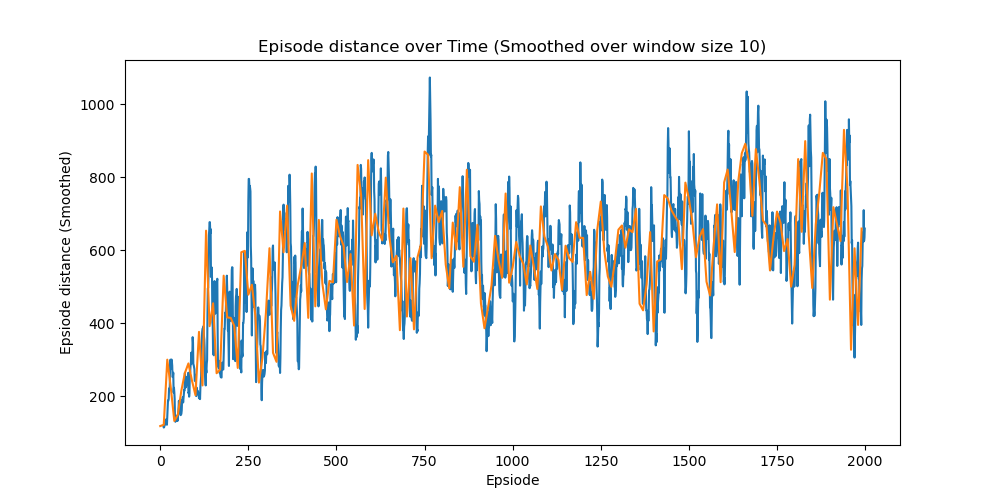 Episode distance over Time (Smoothed over window size 10)
Epsiode distance (Smoothed)
1000
800
600
400
200
0 250 500 750 1000 1250 1500 1750 2000
Epsiode